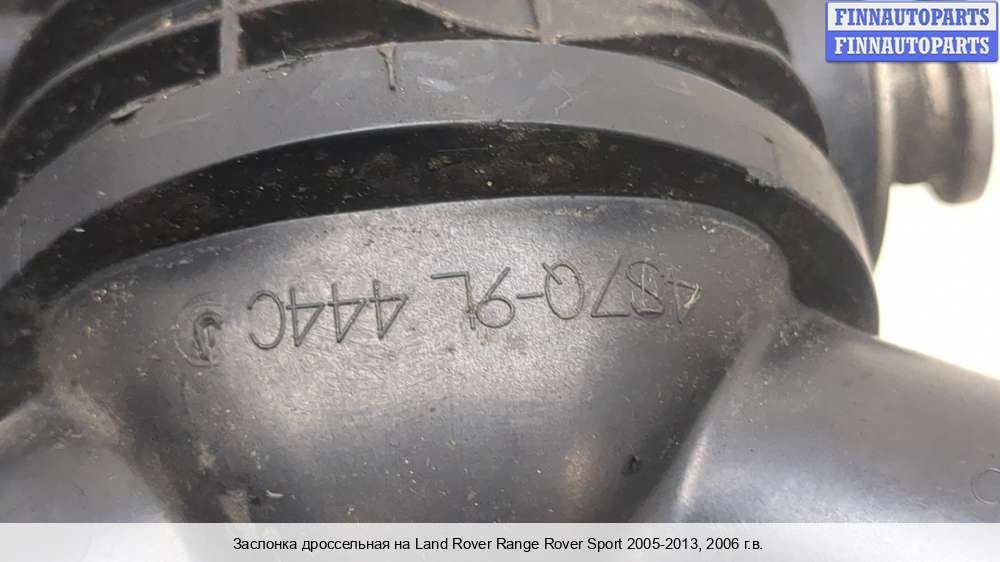 FINNAUTOPARTS
FINNAUTOPARTS
4S7Q-9L 444C
Заслонка дроссельная на Land Rover Range Rover Sport 2005-2013, 2006 г.в.